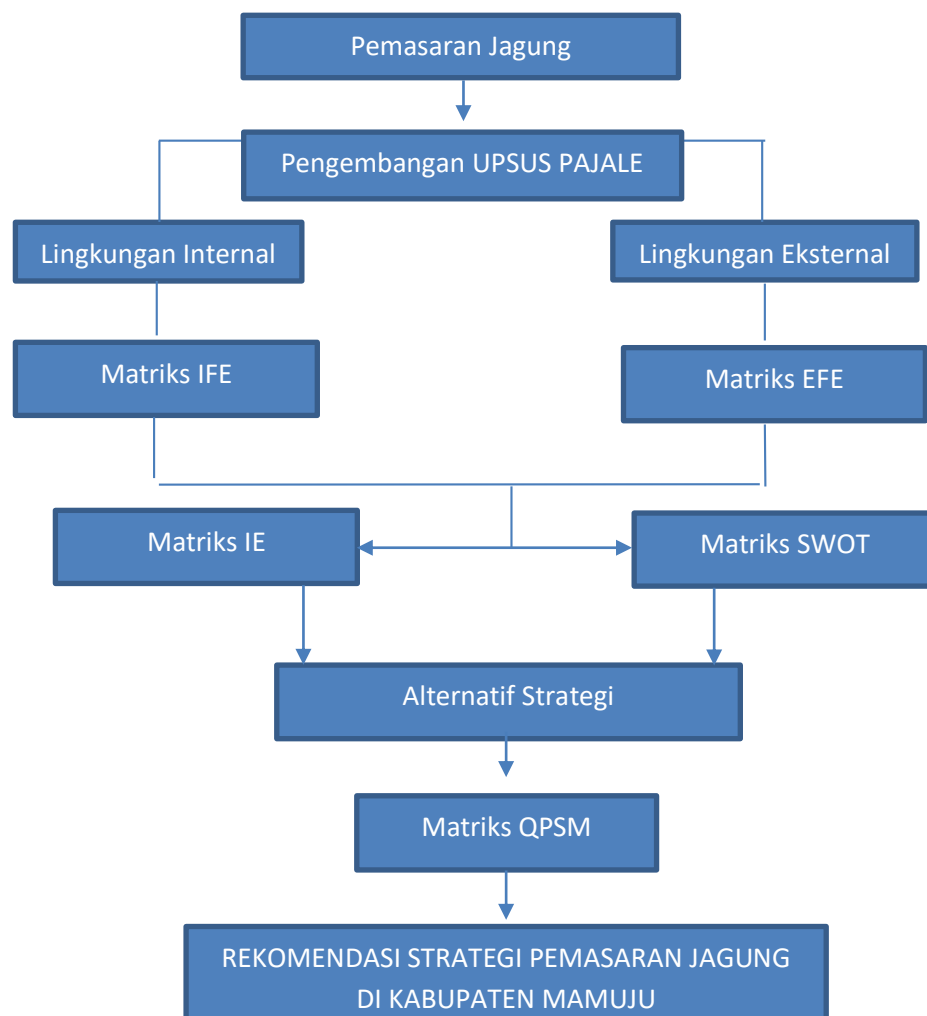 Pemasaran Jagung
Pengembangan UPSUS PAJALE
Lingkungan Internal
Lingkungan Eksternal
Matriks IFE
Matriks EFE
Matriks IE
Matriks SWOT
Alternatif Strategi
Matriks QPSM
REKOMENDASI STRATEGI PEMASARAN JAGUNG
DI KABUPATEN MAMUJU